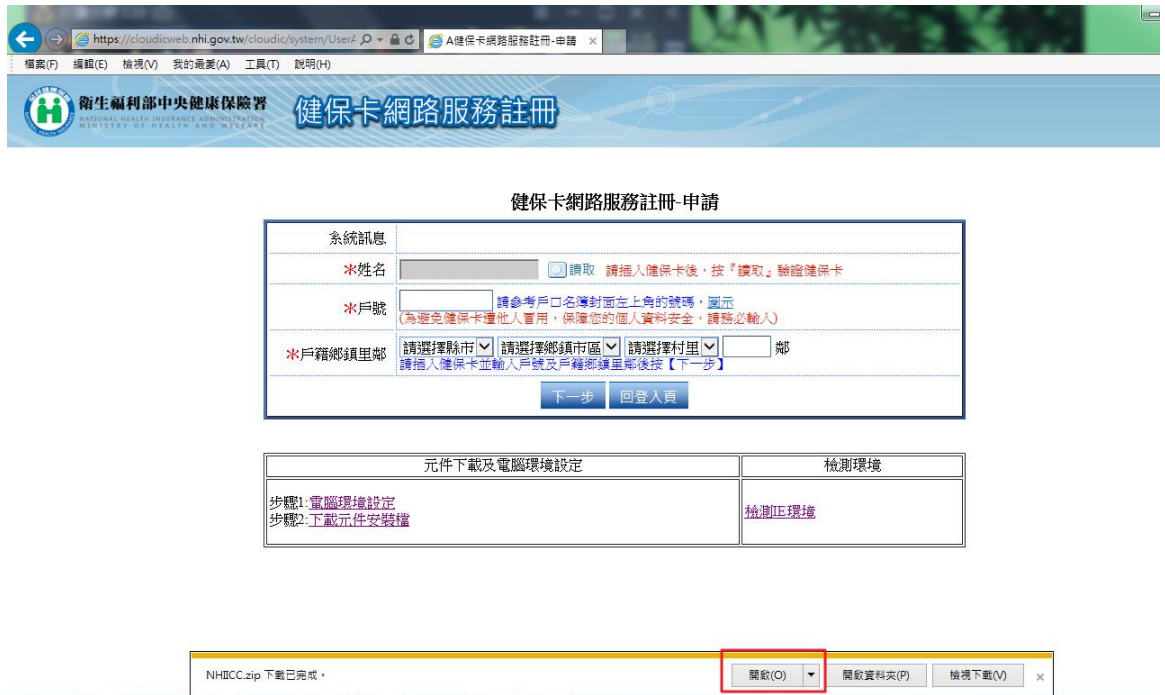 https://cloudicweb.nhi.gov.tw/cloudic/system/User
A健保卡網路服務註冊-申請
檔案(F) 編輯(E) 檢視(V) 我的最愛(A) 工具(T) 說明(H)
衛生福利部中央健康保險署
NATIONAL HEALTH INSURANCE ADMINISTRATION
MINISTRY OF HEALTH AND WELFARE
健保卡網路服務註冊
健保卡網路服務註冊-申請
系統訊息
*姓名 讀取 請插入健保卡後,按『讀取』驗證健保卡
*戶號 請參考戶口名簿封面左上角的號碼,圖示
(為避免健保卡遭他人冒用,保障您的個人資料安全,請務必輸入)
*戶籍鄉鎮里鄰 請選擇縣市 請選擇鄉鎮市區 請選擇村里 鄰
請插入健保卡並輸入戶號及戶籍鄉鎮里鄰後按【下一步】
下一步 回登入頁
元件下載及電腦環境設定 檢測環境
步驟1:電腦環境設定
步驟2:下載元件安裝檔
檢測IE環境
NHIICC.zip 下載已完成。 開啟(O) 開啟資料夾(P) 檢視下載(V)